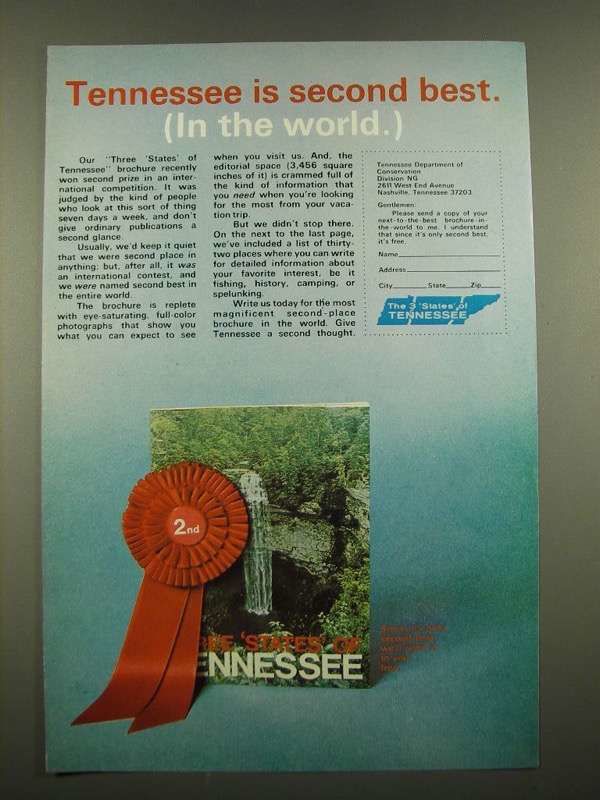 Tennessee is second best.
(In the world.)
Our "Three 'States' of
Tennessee" brochure recently
won second prize in an inter-
national competition. It was
judged by the kind of people
who look at this sort of thing
seven days a week, and don't
give ordinary publications a
second glance.
Usually, we'd keep it quiet
that we were second place in
anything; but, after all, it was
an international contest, and
we were named second best in
the entire world.
The brochure is replete
with eye-saturating, full-color
photographs that show you
what you can expect to see
when you visit us. And, the
editorial space (3,456 square
inches of it) is crammed full of
the kind of information that
you need when you're looking
for the most from your vaca-
tion trip.
But we didn't stop there.
On the next to the last page,
we've included a list of thirty-
two places where you can write
for detailed information about
your favorite interest, be it
fishing, history, camping, or
spelunking.
Write us today for the most
magnificent second-place
brochure in the world. Give
Tennessee a second thought.
Tennessee Department of
Conservation
Division NG
2611 West End Avenue
Nashville, Tennessee 37203
Gentlemen:
Please send a copy of your
next-to-the-best brochure-in-
the-world to me. I understand
that since it's only second best,
it's free.
Name
Address
City State Zip
The 3 'States' of
TENNESSEE
2nd
'STATES' OF
ENNESSEE
second